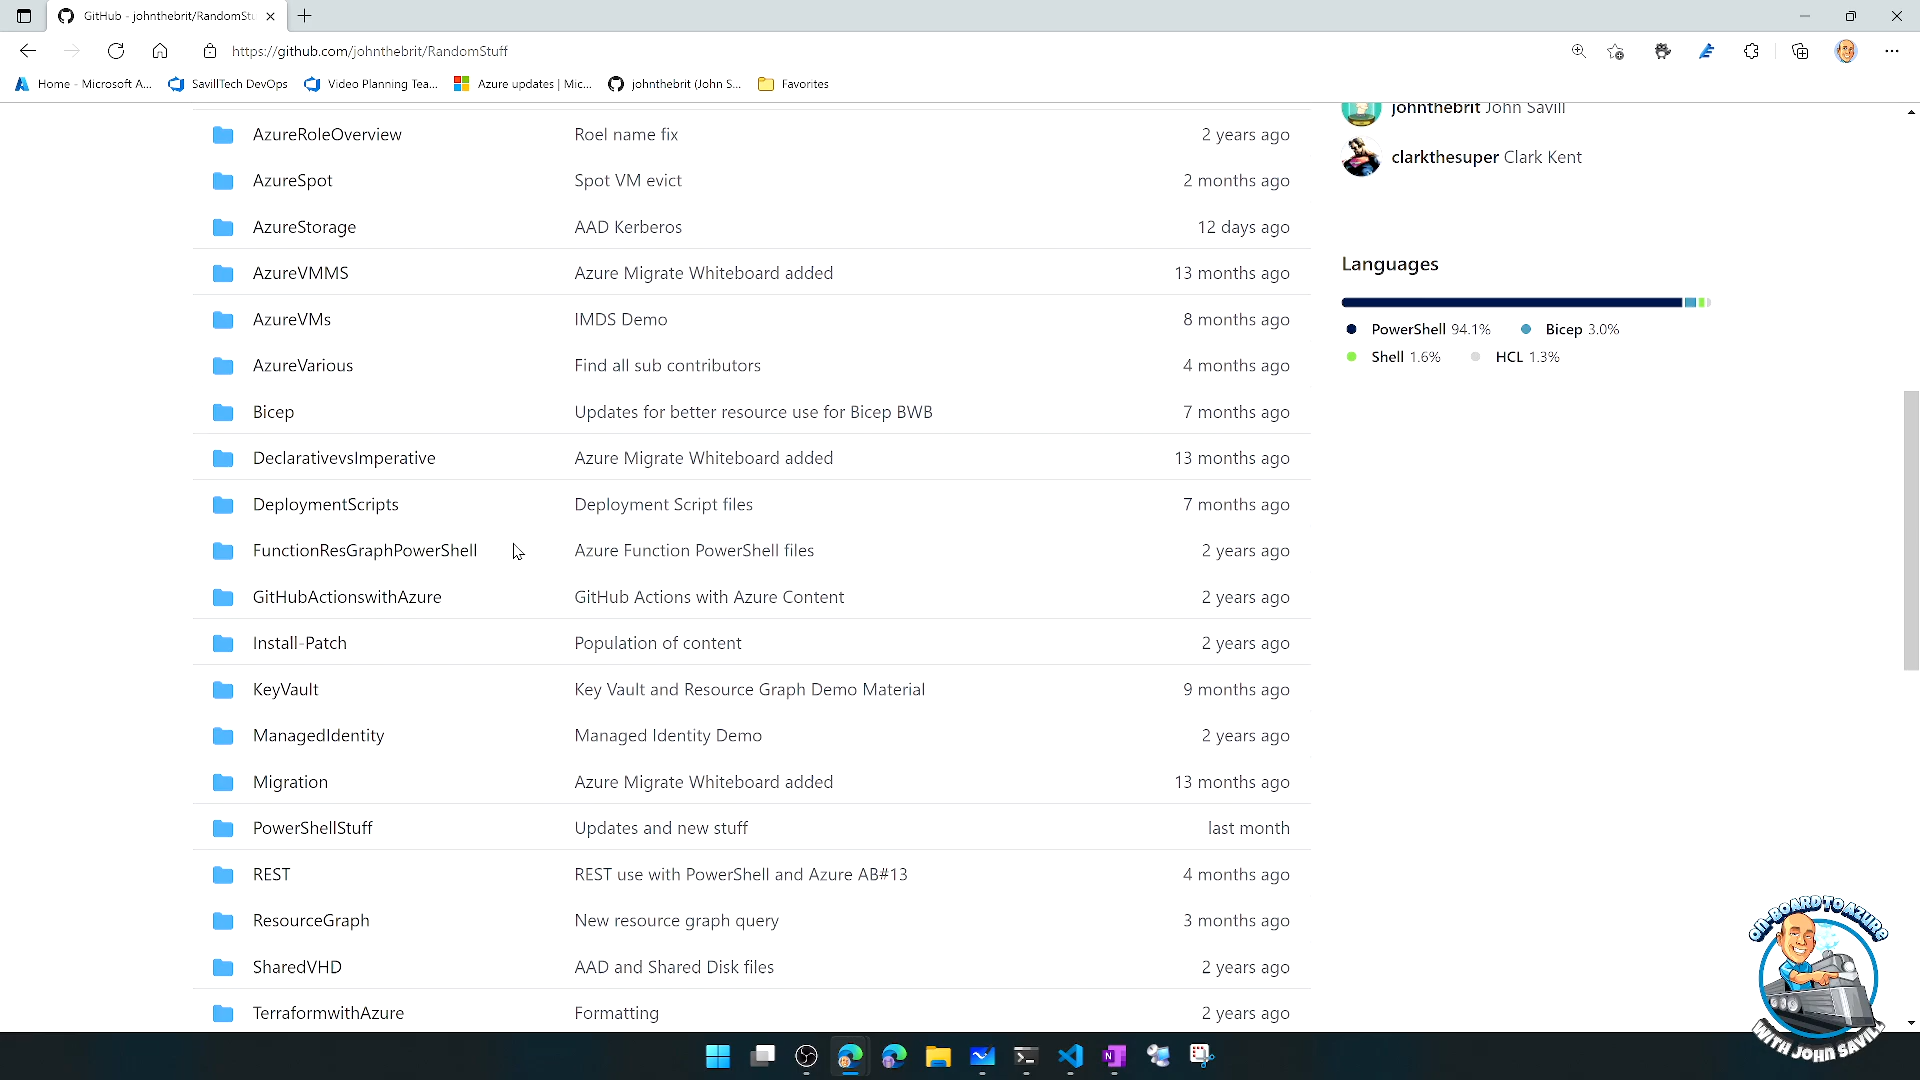 GitHub - johnthebrit/RandomStu
https://github.com/johnthebrit/RandomStuff
Home - Microsoft A... SavillTech DevOps Video Planning Tea... Azure updates | Mic... johnthebrit (John S... Favorites
johnthebrit John Savill
AzureRoleOverview Roel name fix 2 years ago
clarkthesuper Clark Kent
AzureSpot Spot VM evict 2 months ago
AzureStorage AAD Kerberos 12 days ago
Languages
AzureVMMS Azure Migrate Whiteboard added 13 months ago
AzureVMs IMDS Demo 8 months ago
PowerShell 94.1% Bicep 3.0%
Shell 1.6% HCL 1.3%
AzureVarious Find all sub contributors 4 months ago
Bicep Updates for better resource use for Bicep BWB 7 months ago
DeclarativevsImperative Azure Migrate Whiteboard added 13 months ago
DeploymentScripts Deployment Script files 7 months ago
FunctionResGraphPowerShell Azure Function PowerShell files 2 years ago
GitHubActionswithAzure GitHub Actions with Azure Content 2 years ago
Install-Patch Population of content 2 years ago
KeyVault Key Vault and Resource Graph Demo Material 9 months ago
ManagedIdentity Managed Identity Demo 2 years ago
Migration Azure Migrate Whiteboard added 13 months ago
PowerShellStuff Updates and new stuff last month
REST REST use with PowerShell and Azure AB#13 4 months ago
ResourceGraph New resource graph query 3 months ago
SharedVHD AAD and Shared Disk files 2 years ago
TerraformwithAzure Formatting 2 years ago
ON-BOARD TO AZURE
WITH JOHN SAVILL